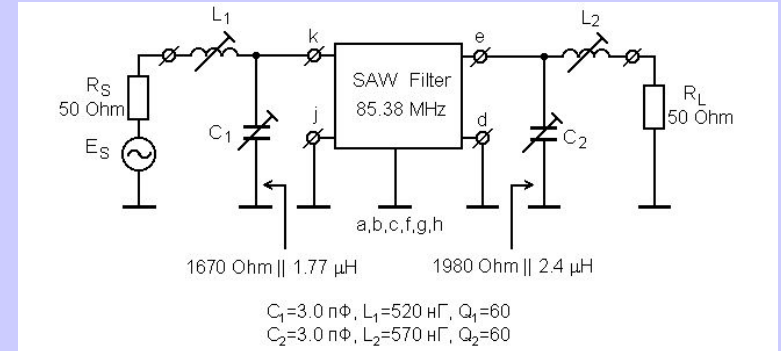 L1
L2
k
e
RS
50 Ohm
SAW Filter
85.38 MHz
RL
50 Ohm
C1
j
d
C2
ES
a,b,c,f,g,h
1670 Ohm || 1.77 μH
1980 Ohm || 2.4 μH
C1=3.0 пФ, L1=520 нГ, Q1=60
C2=3.0 пФ, L2=570 нГ, Q2=60